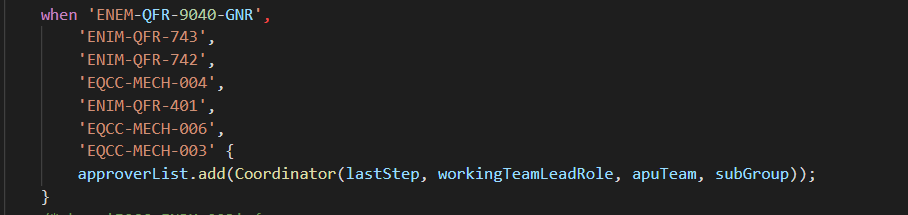 when 'ENEM-QFR-9040-GNR',
'ENIM-QFR-743',
'ENIM-QFR-742',
'EQCC-MECH-004',
'ENIM-QFR-401',
'EQCC-MECH-006',
'EQCC-MECH-003' {
approverList.add(Coordinator(lastStep, workingTeamLeadRole, apuTeam, subGroup));
}